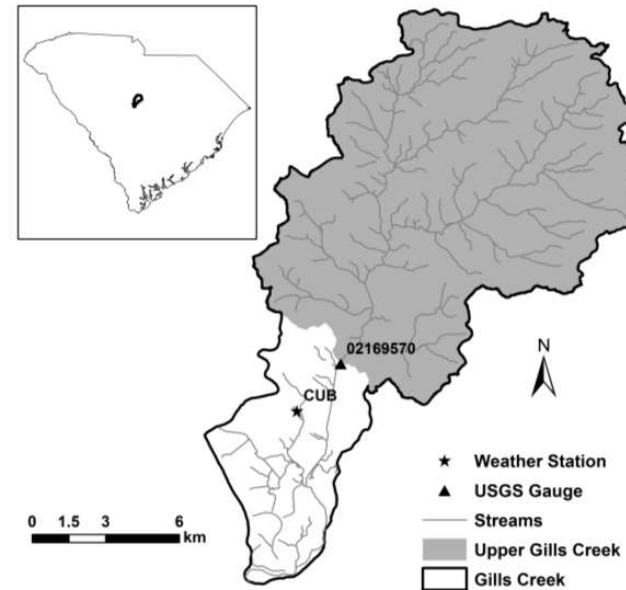 02169570
CUB
N
Weather Station
USGS Gauge
Streams
Upper Gills Creek
Gills Creek
0 1.5 3 6
km